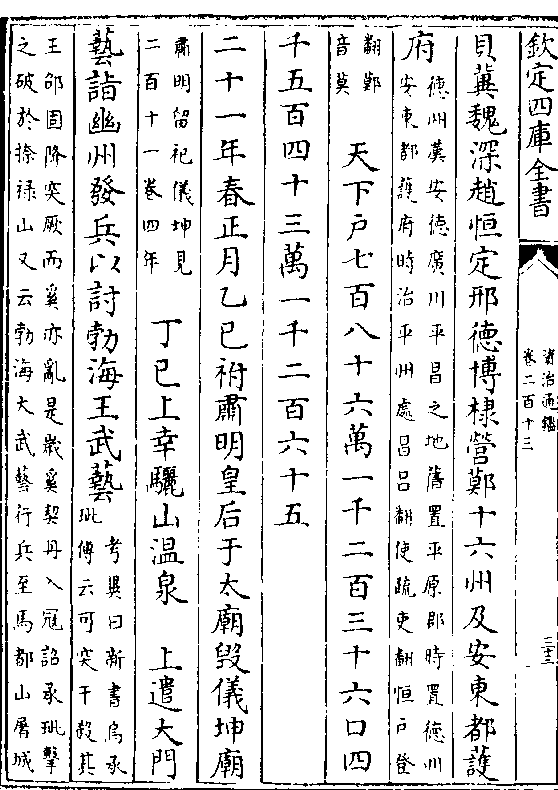 欽定四庫全書
資治通鑑
卷二百十三
二十三
貝冀魏深趙恒定邢德博棣營鄚十六州及安東都護
府
德州漢安德廣川平昌之地舊置平原郡時置德州
安東都護府時治平州處昌呂翻使疏吏翻恒户登
翻鄚
音莫
天下户七百八十六萬一千二百三十六口四
千五百四十三萬一千二百六十五
二十一年春正月乙巳祔肅明皇后于太廟毁儀坤廟
肅明留祀儀坤見
二百十一卷四年
丁巳上幸驪山温泉 上遣大門
藝詣幽州發兵以討勃海王武藝
考異曰新書烏承
玼傳云可突干殺其
王邵固降突厥而奚亦亂是嵗奚契丹入冦詔承玼擊
之破於捺禄山又云勃海大武藝行兵至馬都山屠城